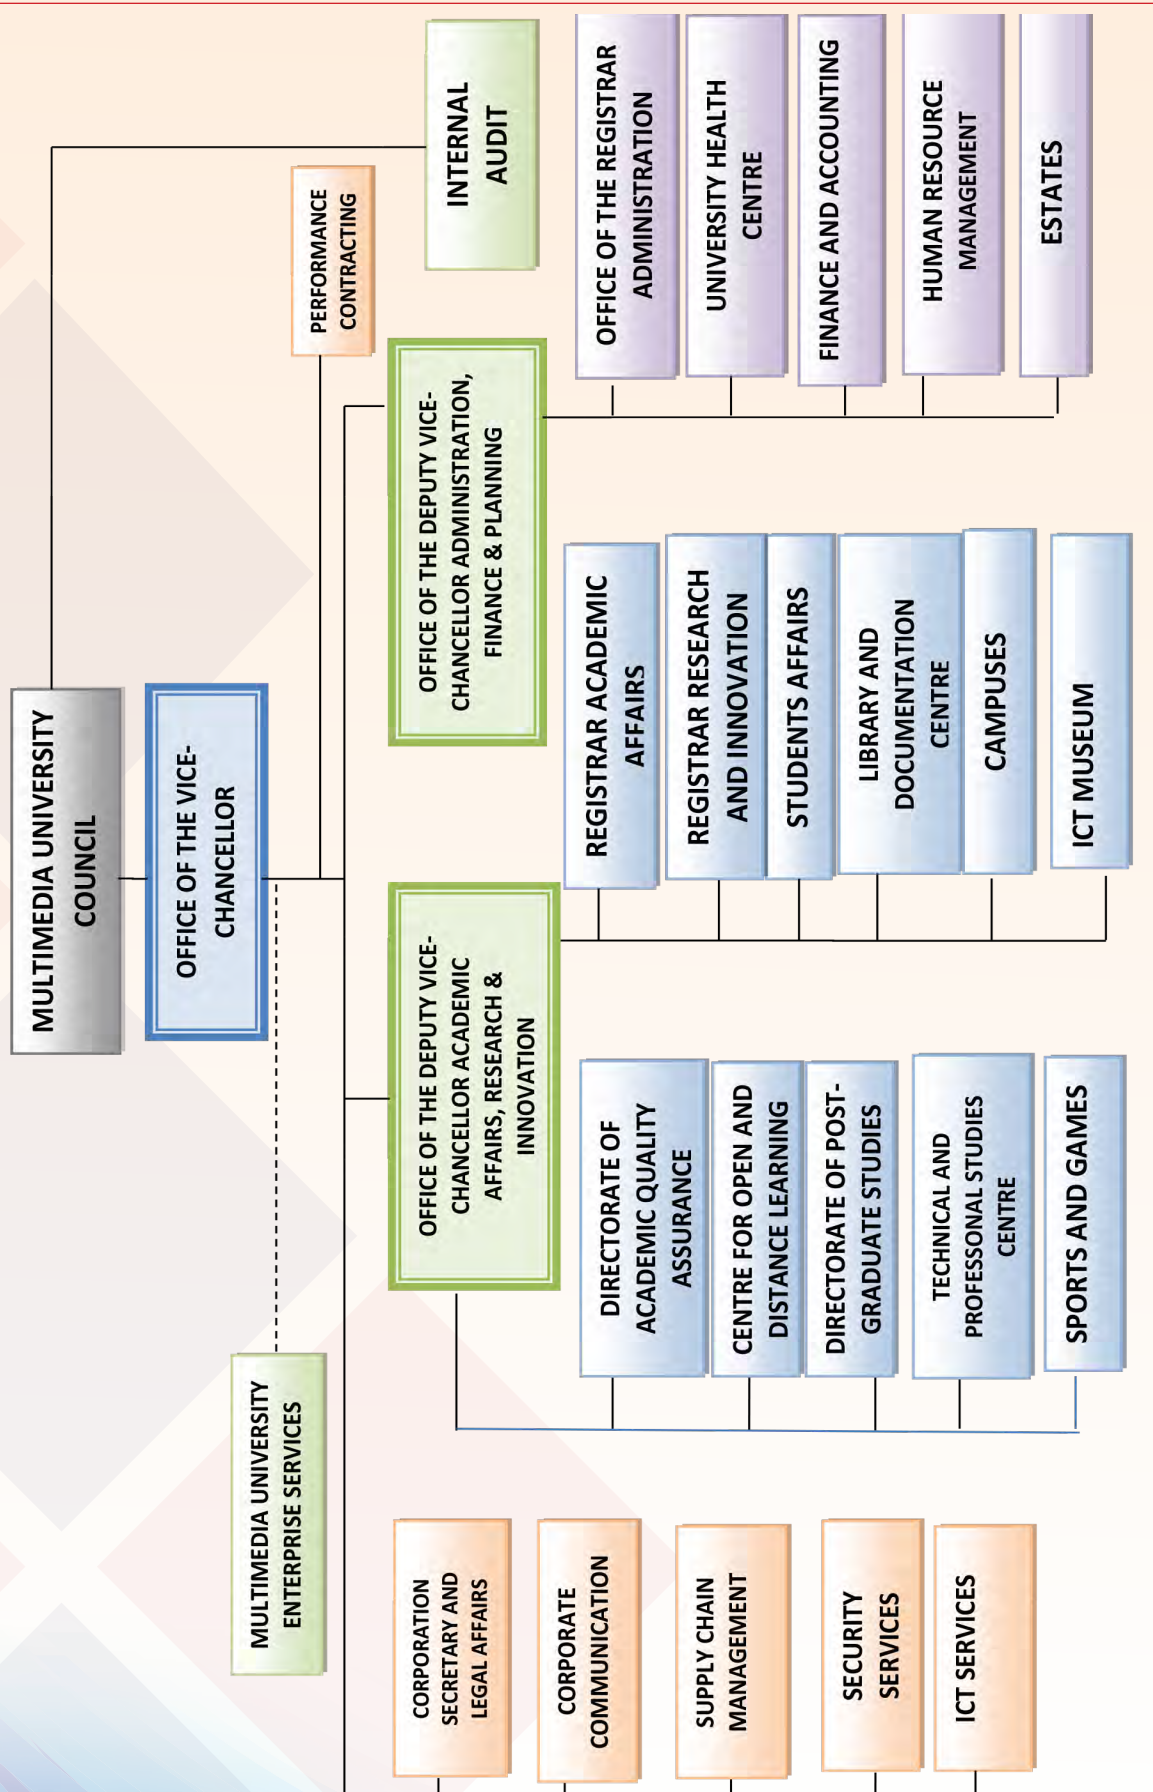 MULTIMEDIA UNIVERSITY
COUNCIL
OFFICE OF THE VICE-
CHANCELLOR
MULTIMEDIA UNIVERSITY
ENTERPRISE SERVICES
PERFORMANCE
CONTRACTING
INTERNAL
AUDIT
CORPORATION
SECRETARY AND
LEGAL AFFAIRS
CORPORATE
COMMUNICATION
SUPPLY CHAIN
MANAGEMENT
SECURITY
SERVICES
ICT SERVICES
OFFICE OF THE DEPUTY VICE-
CHANCELLOR ACADEMIC
AFFAIRS, RESEARCH &
INNOVATION
DIRECTORATE OF
ACADEMIC QUALITY
ASSURANCE
CENTRE FOR OPEN AND
DISTANCE LEARNING
DIRECTORATE OF POST-
GRADUATE STUDIES
TECHNICAL AND
PROFESSONAL STUDIES
CENTRE
SPORTS AND GAMES
REGISTRAR ACADEMIC
AFFAIRS
REGISTRAR RESEARCH
AND INNOVATION
STUDENTS AFFAIRS
LIBRARY AND
DOCUMENTATION
CENTRE
CAMPUSES
ICT MUSEUM
OFFICE OF THE DEPUTY VICE-
CHANCELLOR ADMINISTRATION,
FINANCE & PLANNING
OFFICE OF THE REGISTRAR
ADMINISTRATION
UNIVERSITY HEALTH
CENTRE
FINANCE AND ACCOUNTING
HUMAN RESOURCE
MANAGEMENT
ESTATES